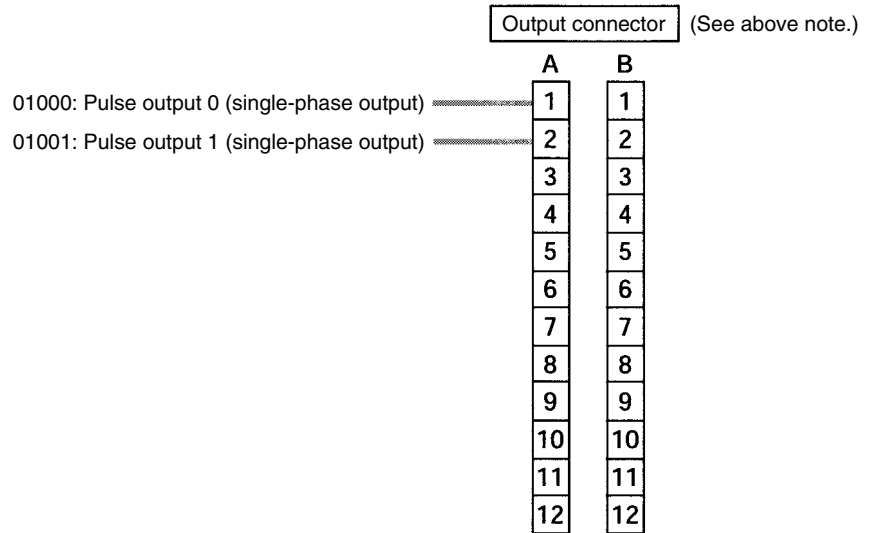 Output connector (See above note.)
A B
01000: Pulse output 0 (single-phase output) 1 1
01001: Pulse output 1 (single-phase output) 2 2
3 3
4 4
5 5
6 6
7 7
8 8
9 9
10 10
11 11
12 12